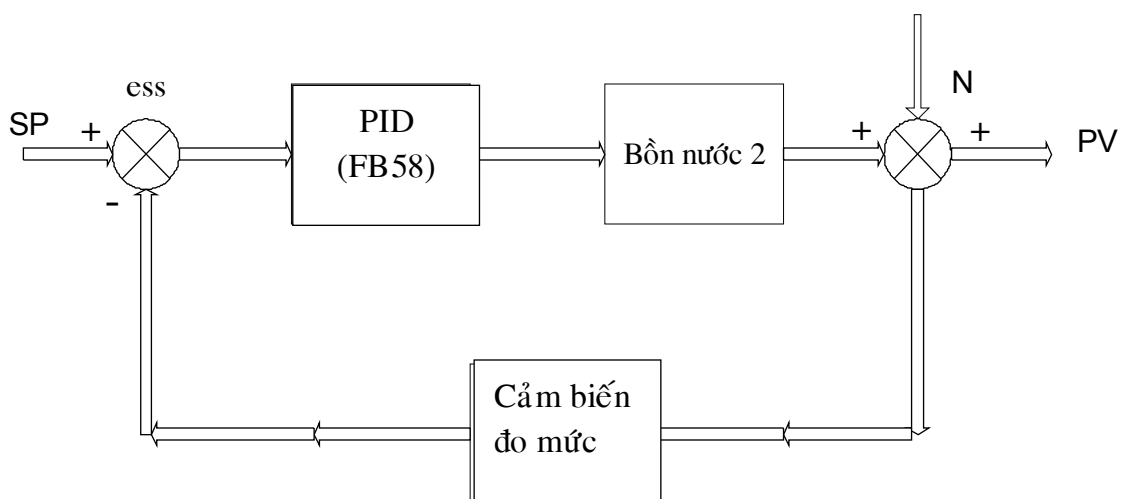 ess
SP
+
-
PID
(FB58)
Bồn nước 2
+
N
+
PV
Cảm biến
đo mức